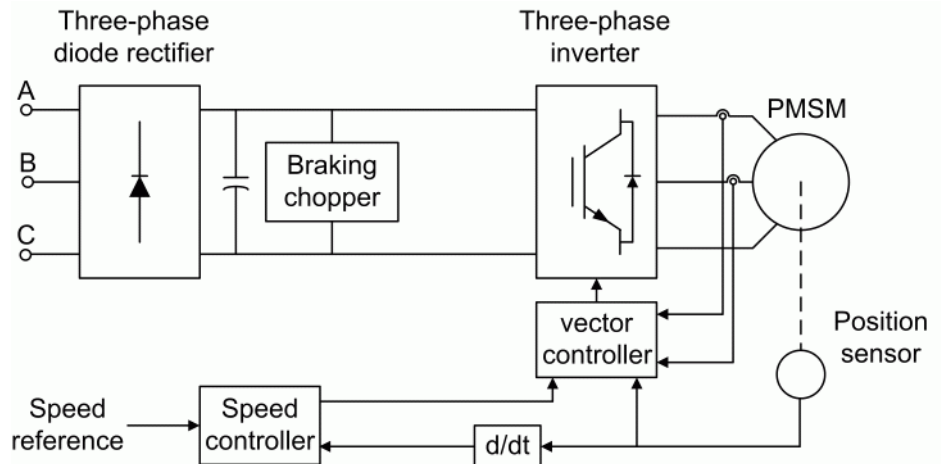 Three-phase
diode rectifier
Three-phase
inverter
A
B
C
PMSM
Braking
chopper
vector
controller
Position
sensor
Speed
reference
Speed
controller
d/dt